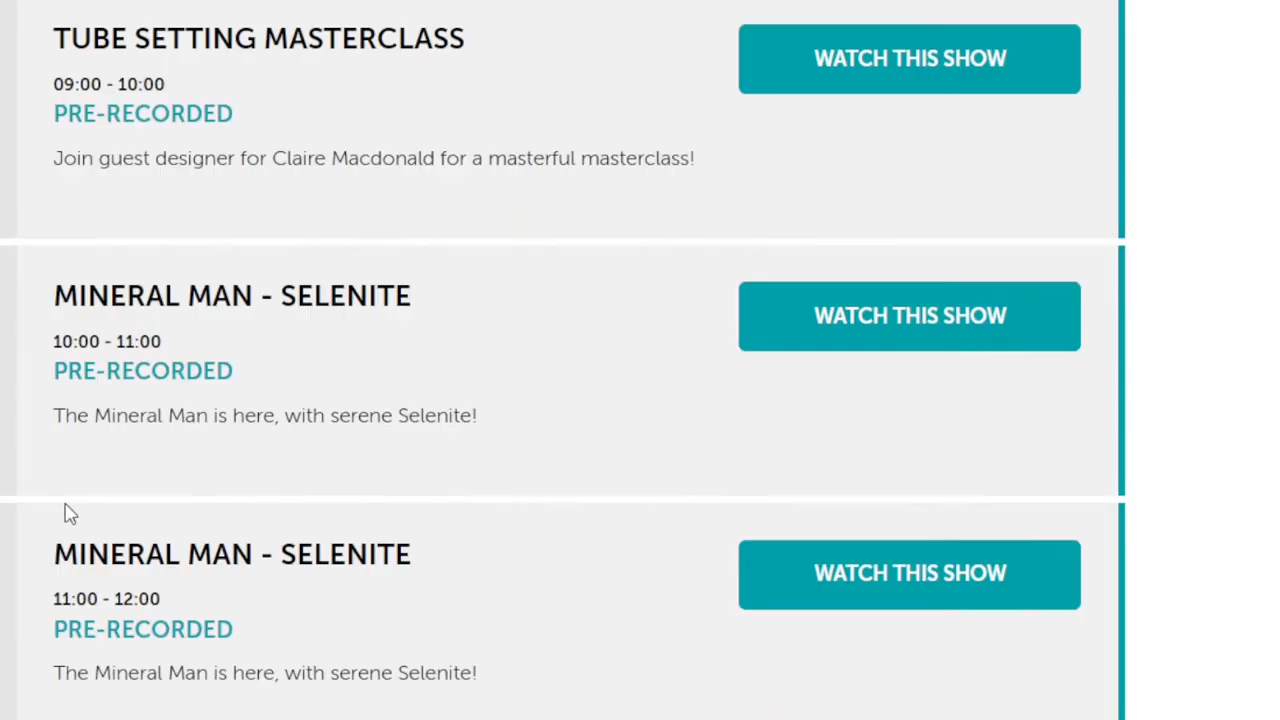 TUBE SETTING MASTERCLASS
WATCH THIS SHOW
09:00 - 10:00
PRE-RECORDED
Join guest designer for Claire Macdonald for a masterful masterclass!
MINERAL MAN - SELENITE
WATCH THIS SHOW
10:00 - 11:00
PRE-RECORDED
The Mineral Man is here, with serene Selenite!
MINERAL MAN - SELENITE
WATCH THIS SHOW
11:00 - 12:00
PRE-RECORDED
The Mineral Man is here, with serene Selenite!